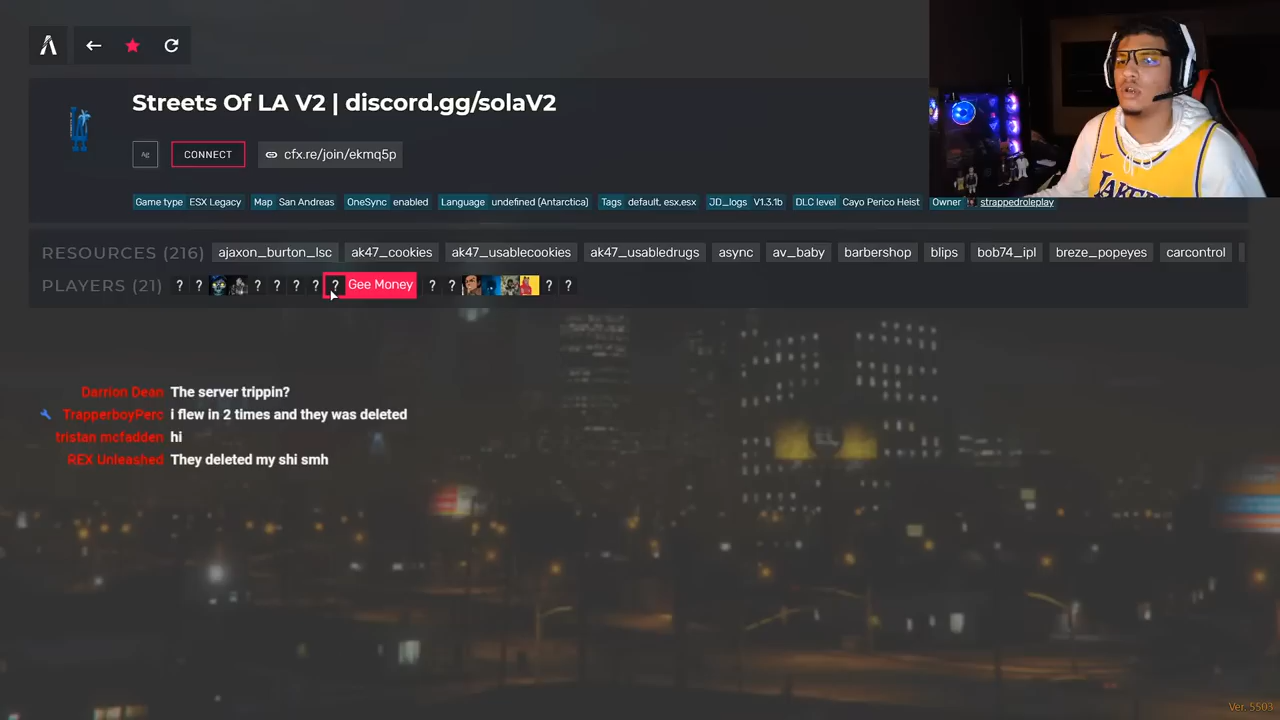 Streets Of LA V2 | discord.gg/solaV2
Ag CONNECT cfx.re/join/ekmq5p
Game type ESX Legacy Map San Andreas OneSync enabled Language undefined (Antarctica) Tags default, esx,esx JD_logs V1.3.1b DLC level Cayo Perico Heist Owner strappedroleplay
RESOURCES (216) ajaxon_burton_lsc ak47_cookies ak47_usablecookies ak47_usabledrugs async av_baby barbershop blips bob74_ipl breze_popeyes carcontrol
PLAYERS (21) ? ? ? ? ? ? ? Gee Money ? ? ? ?
Darrion Dean The server trippin?
TrapperboyPerc i flew in 2 times and they was deleted
tristan mcfadden hi
REX Unleashed They deleted my shi smh
LAKERS
Ver. 5503